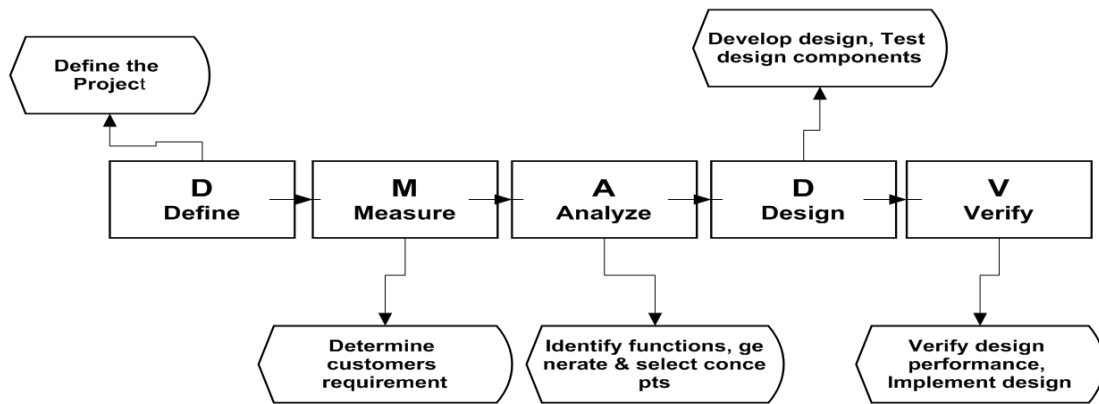 Define the
Project
Develop design, Test
design components
D
Define
M
Measure
A
Analyze
D
Design
V
Verify
Determine
customers
requirement
Identify functions, ge
nerate & select conce
pts
Verify design
performance,
Implement design